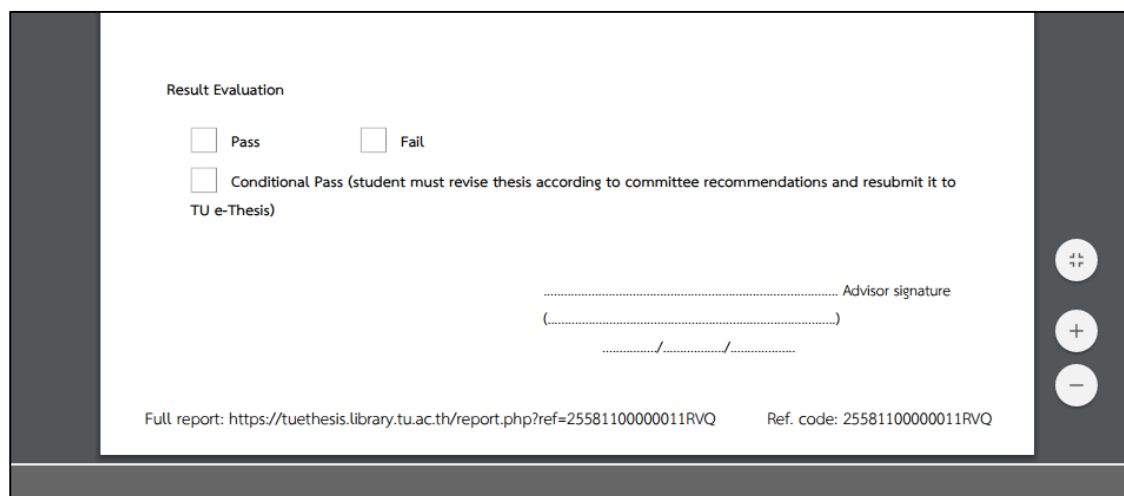 Result Evaluation
Pass Fail
Conditional Pass (student must revise thesis according to committee recommendations and resubmit it to
TU e-Thesis)
........................................................................................ Advisor signature
(......................................................................................)
................/................../...................
Full report: https://tuethesis.library.tu.ac.th/report.php?ref=25581100000011RVQ Ref. code: 25581100000011RVQ